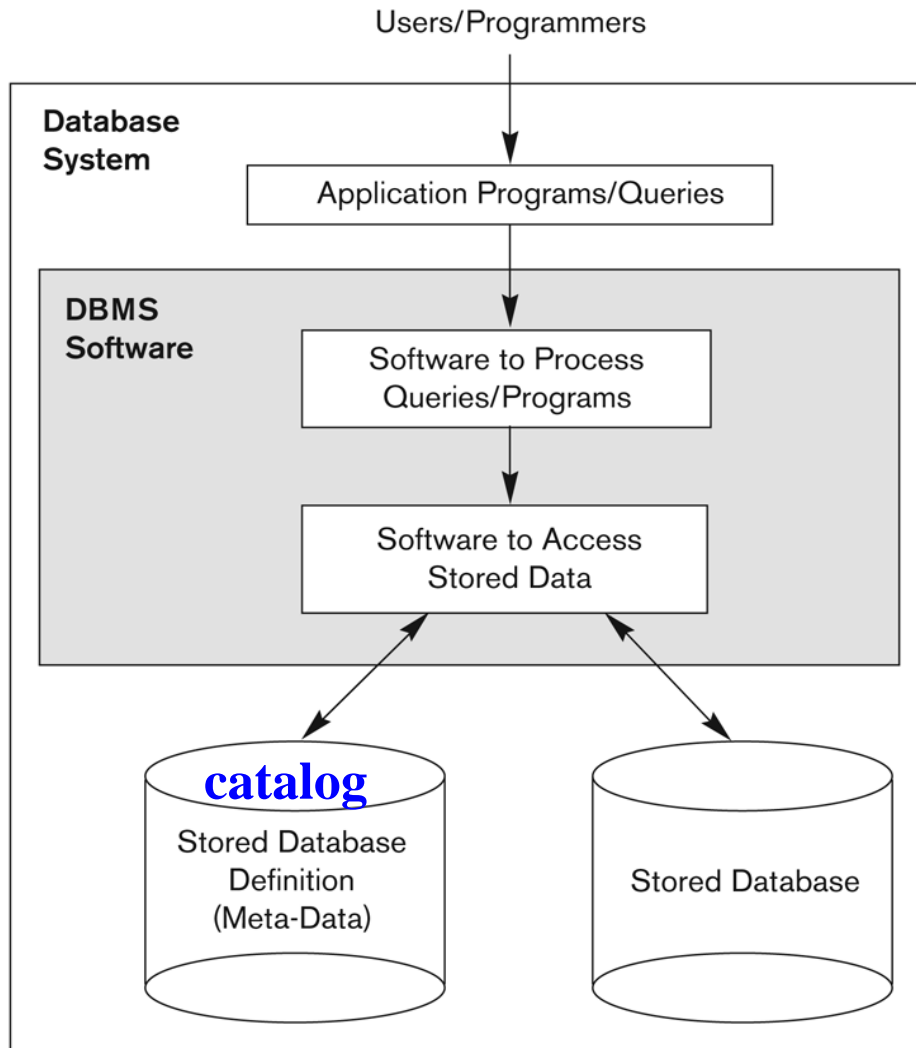 Users/Programmers
Database
System
Application Programs/Queries
DBMS
Software
Software to Process
Queries/Programs
Software to Access
Stored Data
catalog
Stored Database
Definition
(Meta-Data)
Stored Database